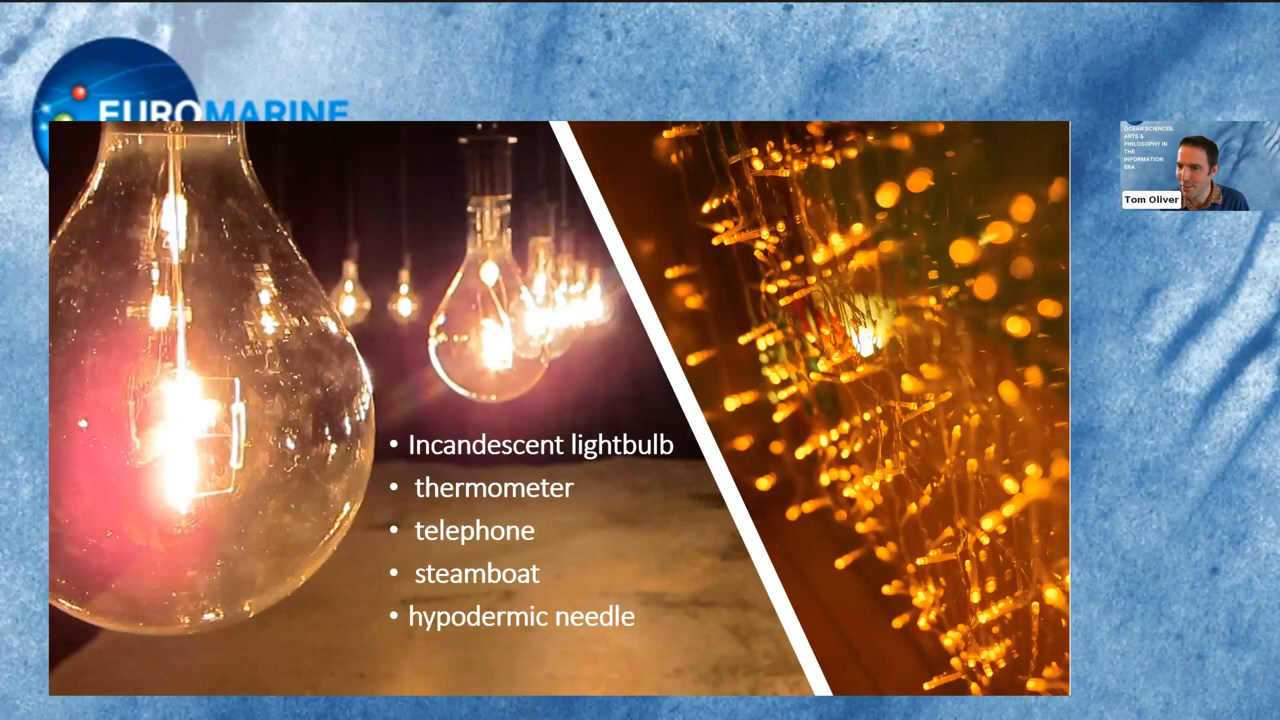 EUROMARINE
• Incandescent lightbulb
• thermometer
• telephone
• steamboat
• hypodermic needle
OCEAN SCIENCES,
ARTS &
PHILOSOPHY IN
THE
INFORMATION
ERA
Tom Oliver